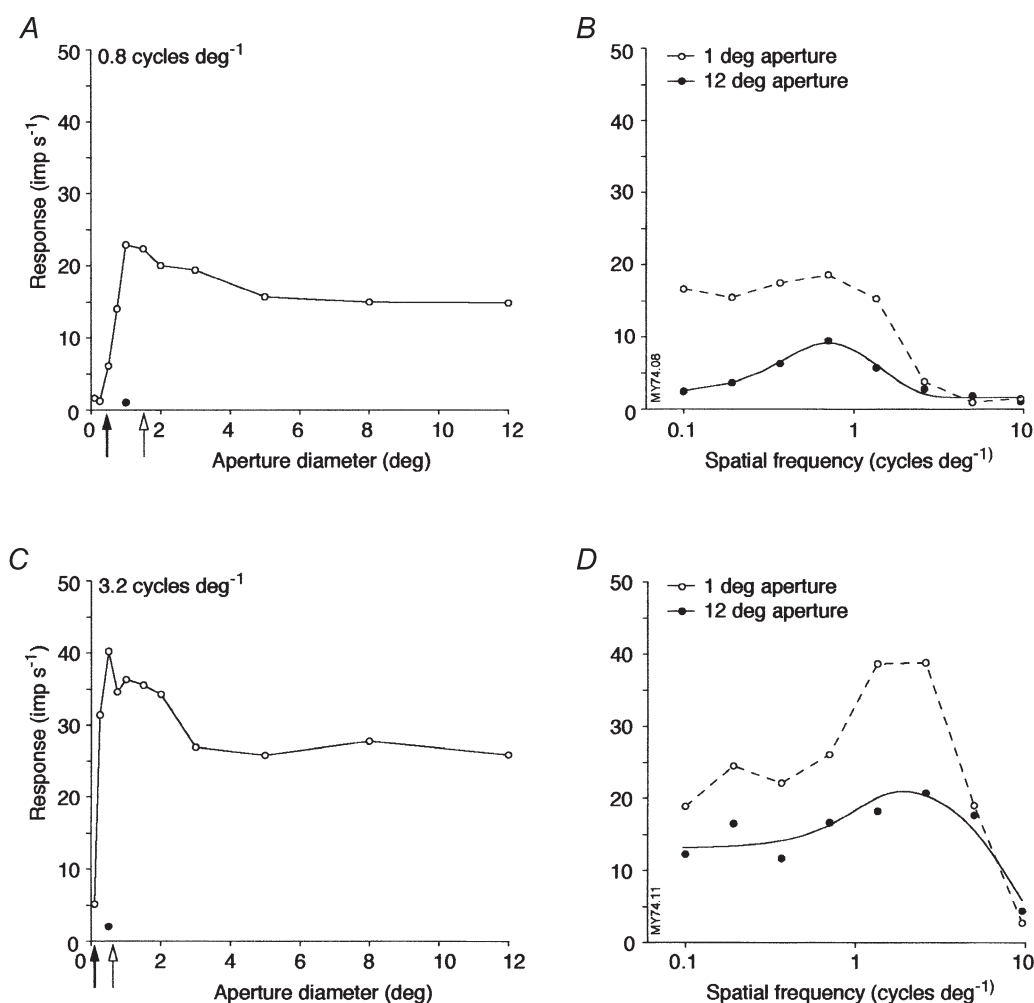 A
0.8 cycles deg⁻¹
50
40
30
20
10
0
Response (imp s⁻¹)
0 2 4 6 8 10 12
Aperture diameter (deg)
B
1 deg aperture
12 deg aperture
50
40
30
20
10
0
MY74.08
0.1 1 10
Spatial frequency (cycles deg⁻¹)
C
3.2 cycles deg⁻¹
50
40
30
20
10
0
Response (imp s⁻¹)
0 2 4 6 8 10 12
Aperture diameter (deg)
D
1 deg aperture
12 deg aperture
50
40
30
20
10
0
MY74.11
0.1 1 10
Spatial frequency (cycles deg⁻¹)